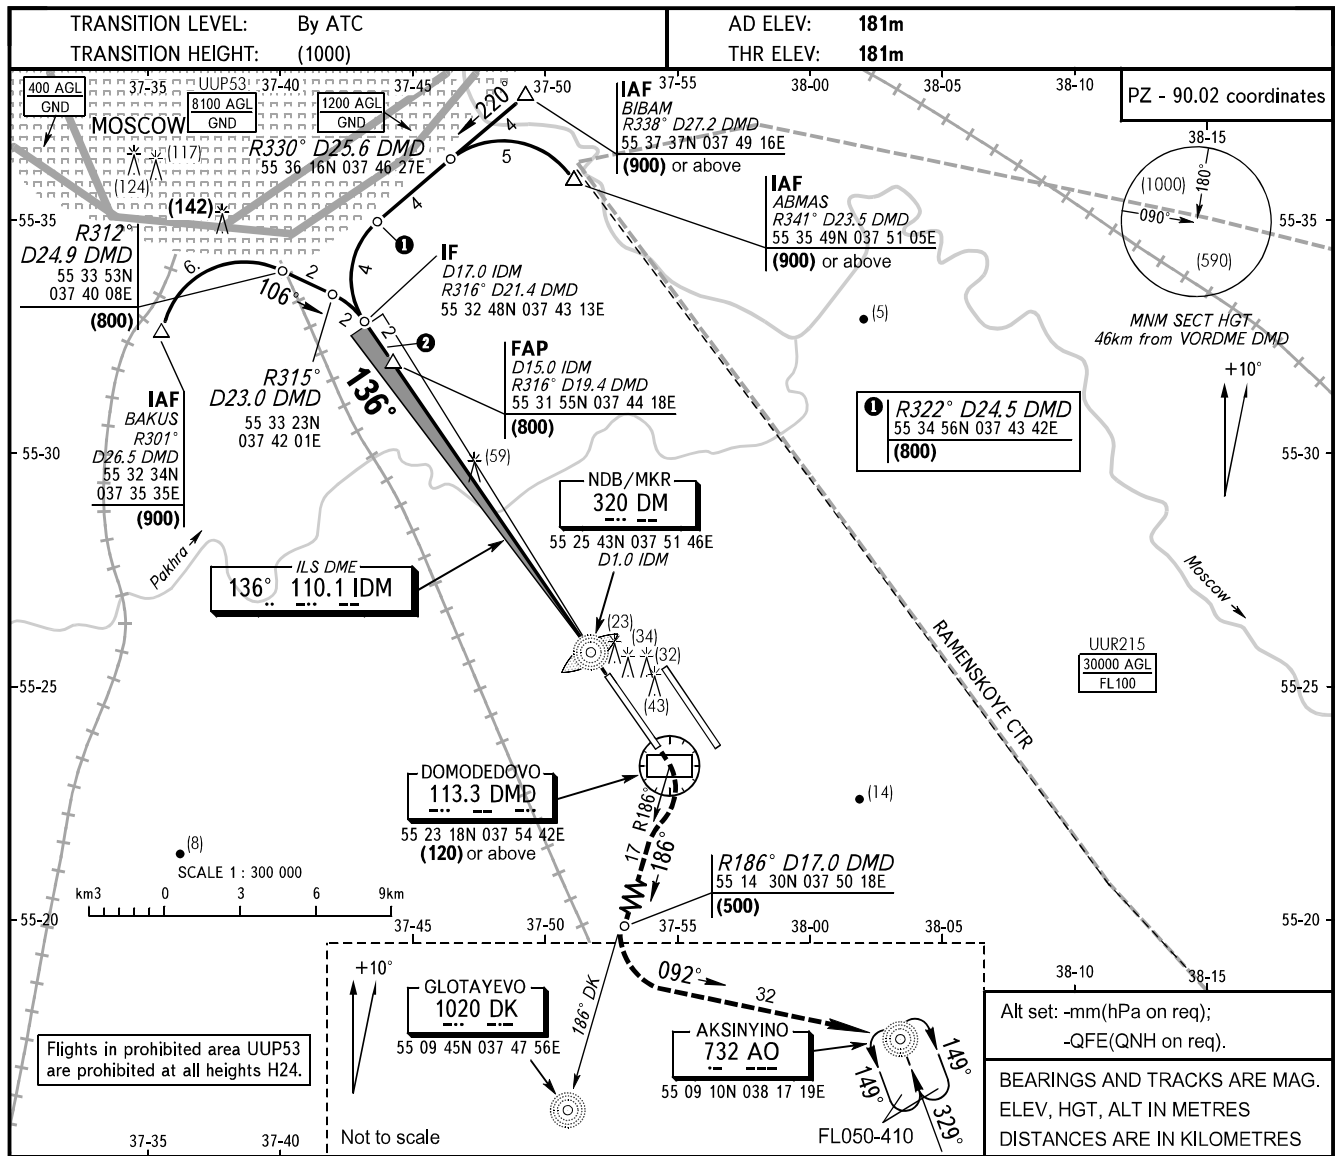 TRANSITION LEVEL: By ATC
TRANSITION HEIGHT: (1000)
AD ELEV: 181m
THR ELEV: 181m
37-35
37-40
37-45
37-50
37-55
38-00
38-05
38-10
PZ - 90.02 coordinates
38-15
400 AGL
GND
UUP53
8100 AGL
GND
1200 AGL
GND
MOSCOW
(117)
(124)
(142)
R330° D25.6 DMD
55 36 16N 037 46 27E
220°
4
5
4
4
IAF
BIBAM
R338° D27.2 DMD
55 37 37N 037 49 16E
(900) or above
IAF
ABMAS
R341° D23.5 DMD
55 35 49N 037 51 05E
(900) or above
(1000)
180°
090°
(590)
MNM SECT HGT
46km from VORDME DMD
+10°
55-35
55-35
R312°
D24.9 DMD
55 33 53N
037 40 08E
(800)
6.
2
106°
2
2
1
IF
D17.0 IDM
R316° D21.4 DMD
55 32 48N 037 43 13E
2
FAP
D15.0 IDM
R316° D19.4 DMD
55 31 55N 037 44 18E
(800)
(5)
IAF
BAKUS
R301°
D26.5 DMD
55 32 34N
037 35 35E
(900)
R315°
D23.0 DMD
55 33 23N
037 42 01E
136°
1 R322° D24.5 DMD
55 34 56N 037 43 42E
(800)
55-30
55-30
(59)
NDB/MKR
320 DM
55 25 43N 037 51 46E
D1.0 IDM
Pakhra
ILS DME
136° 110.1 IDM
Moscow
(23)
(34)
(32)
(43)
RAMENSKOYE CTR
UUR215
30000 AGL
FL100
55-25
55-25
DOMODEDOVO
113.3 DMD
55 23 18N 037 54 42E
(120) or above
R186°
17
186°
(14)
(8)
SCALE 1 : 300 000
km3 0 3 6 9km
R186° D17.0 DMD
55 14 30N 037 50 18E
(500)
55-20
55-20
37-45
37-50
37-55
38-00
38-05
38-10
38-15
+10°
GLOTAYEVO
1020 DK
55 09 45N 037 47 56E
186° DK
092°
32
AKSINYINO
732 AO
55 09 10N 038 17 19E
149°
149°
329°
FL050-410
Flights in prohibited area UUP53
are prohibited at all heights H24.
37-35
37-40
Not to scale
Alt set: -mm(hPa on req);
-QFE(QNH on req).
BEARINGS AND TRACKS ARE MAG.
ELEV, HGT, ALT IN METRES
DISTANCES ARE IN KILOMETRES